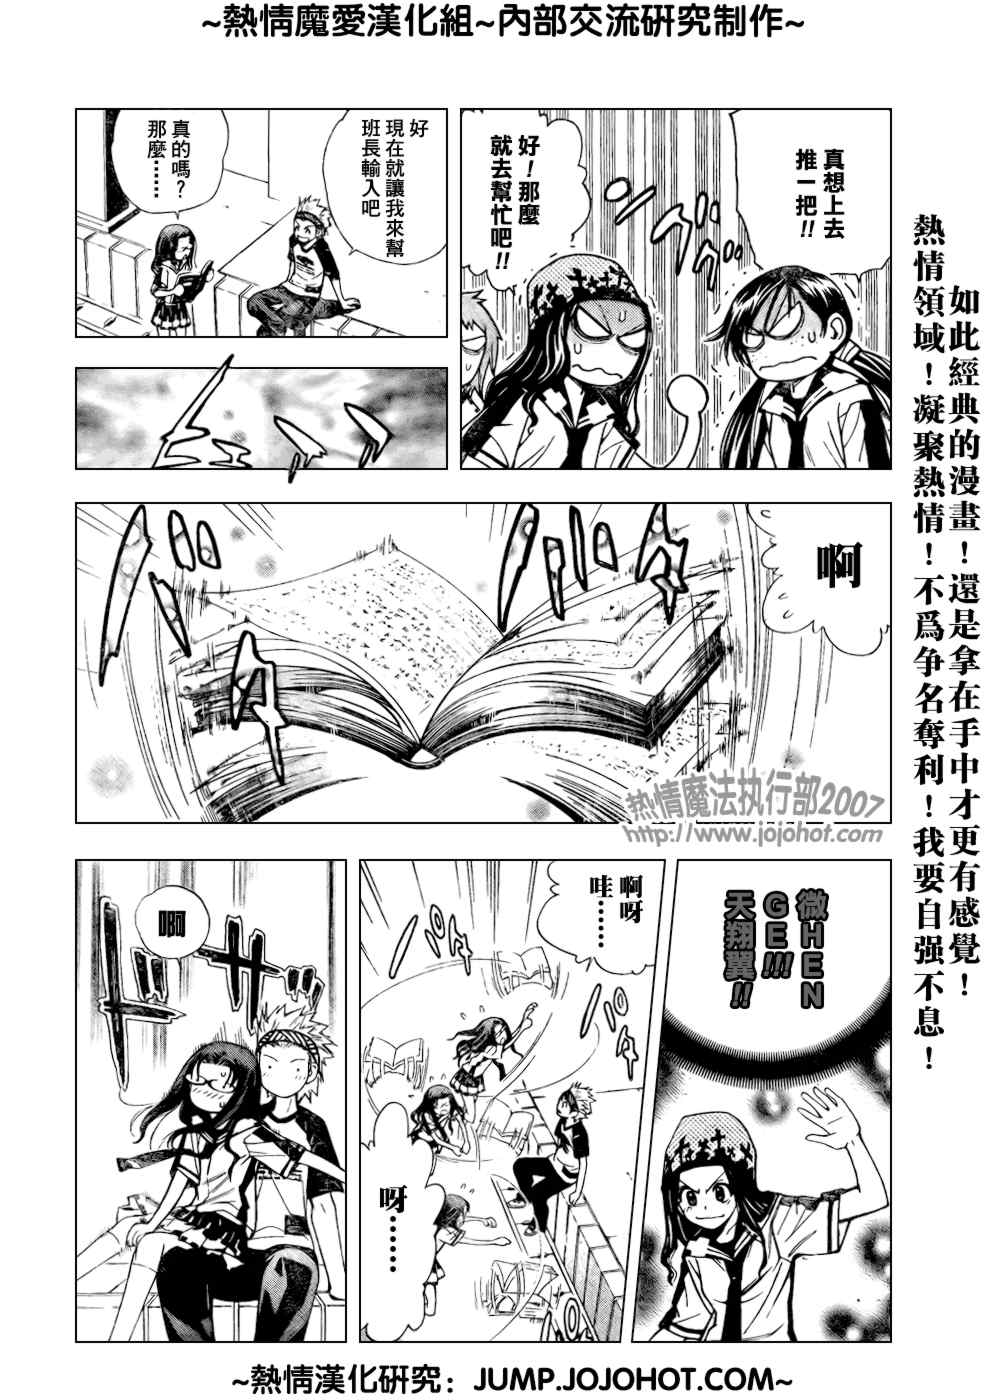 ~熱情魔愛漢化組~內部交流研究制作~
真想上去
推一把!!
好!那麼
就去幫忙吧!!
好
現在就讓我來幫
班長輸入吧
真的嗎?
那麼……
啊
熱情魔法执行部2007
http://www.jojohot.com
微HEN
GE!!!
天翔翼!!
啊呀
哇……
呀……
啊
如此經典的漫畫!還是拿在手中才更有感覺!
熱情領域!凝聚熱情!不爲争名奪利!我要自强不息!
~熱情漢化研究：JUMP.JOJOHOT.COM~